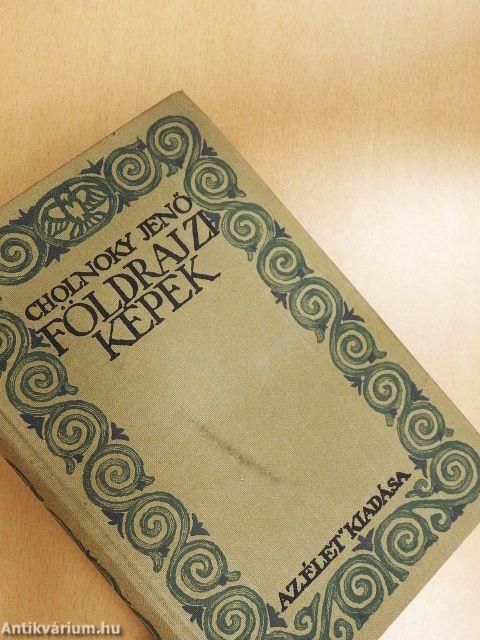 CHOLNOKY JENŐ
FÖLDRAJZI
KÉPEK
AZ„ÉLET“KIADÁSA
Antikvárium.hu